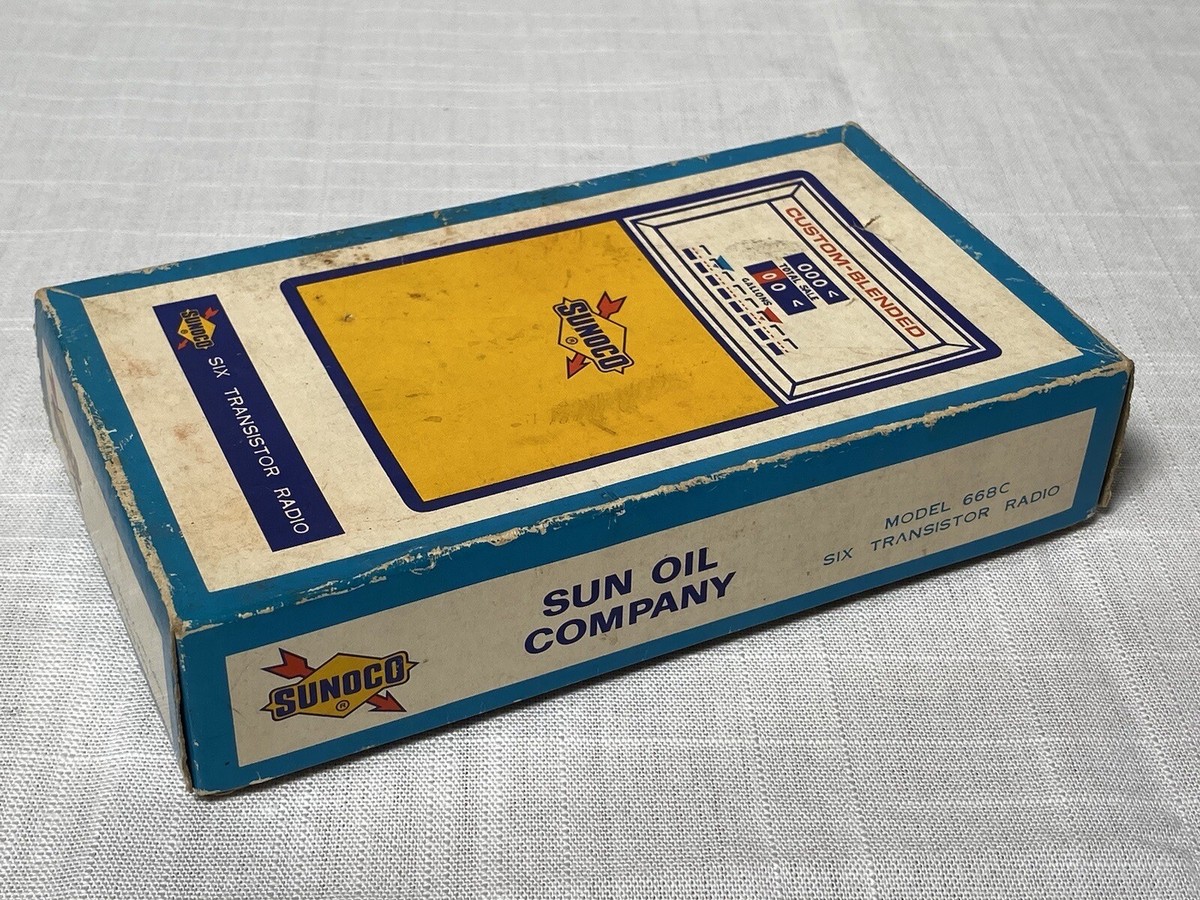 CUSTOM-BLENDED
000
TOTAL SALE
00
GALLONS
SUNOCO
®
SUNOCO
SIX TRANSISTOR RADIO
SUNOCO
®
SUN OIL
COMPANY
MODEL 668C
SIX TRANSISTOR RADIO